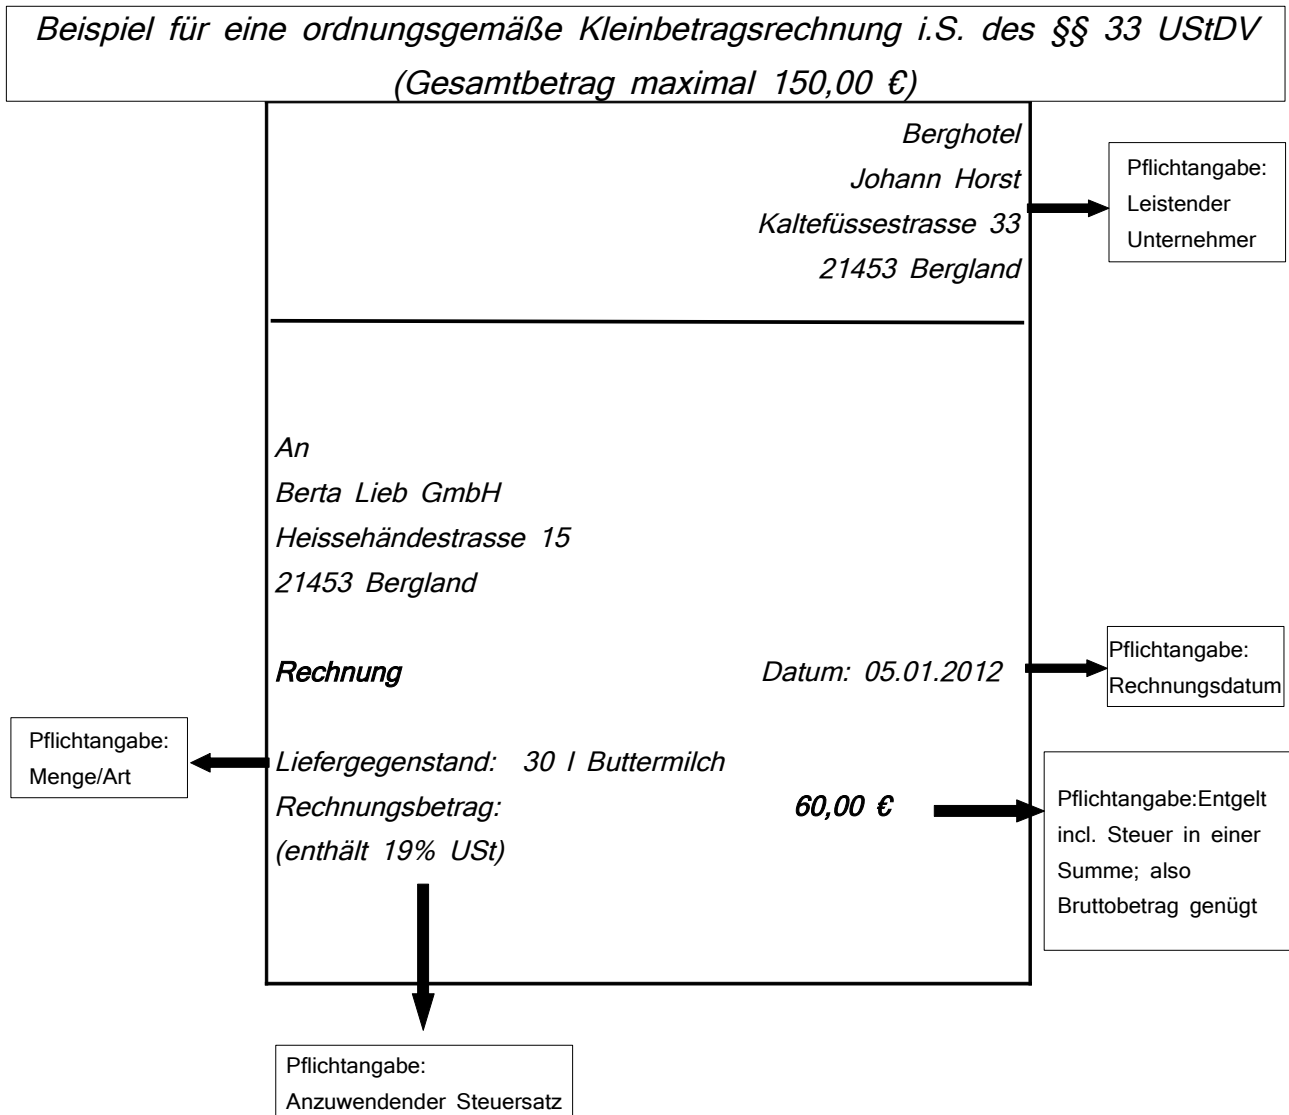 Beispiel für eine ordnungsgemäße Kleinbetragsrechnung i.S. des §§ 33 UStDV
(Gesamtbetrag maximal 150,00 €)
Berghotel
Johann Horst
Kaltefüssestrasse 33
21453 Bergland
Pflichtangabe:
Leistender
Unternehmer
An
Berta Lieb GmbH
Heissehändestrasse 15
21453 Bergland
Rechnung Datum: 05.01.2012
Pflichtangabe:
Rechnungsdatum
Pflichtangabe:
Menge/Art
Liefergegenstand: 30 l Buttermilch
Rechnungsbetrag: 60,00 €
(enthält 19% USt)
Pflichtangabe:Entgelt
incl. Steuer in einer
Summe; also
Bruttobetrag genügt
Pflichtangabe:
Anzuwendender Steuersatz